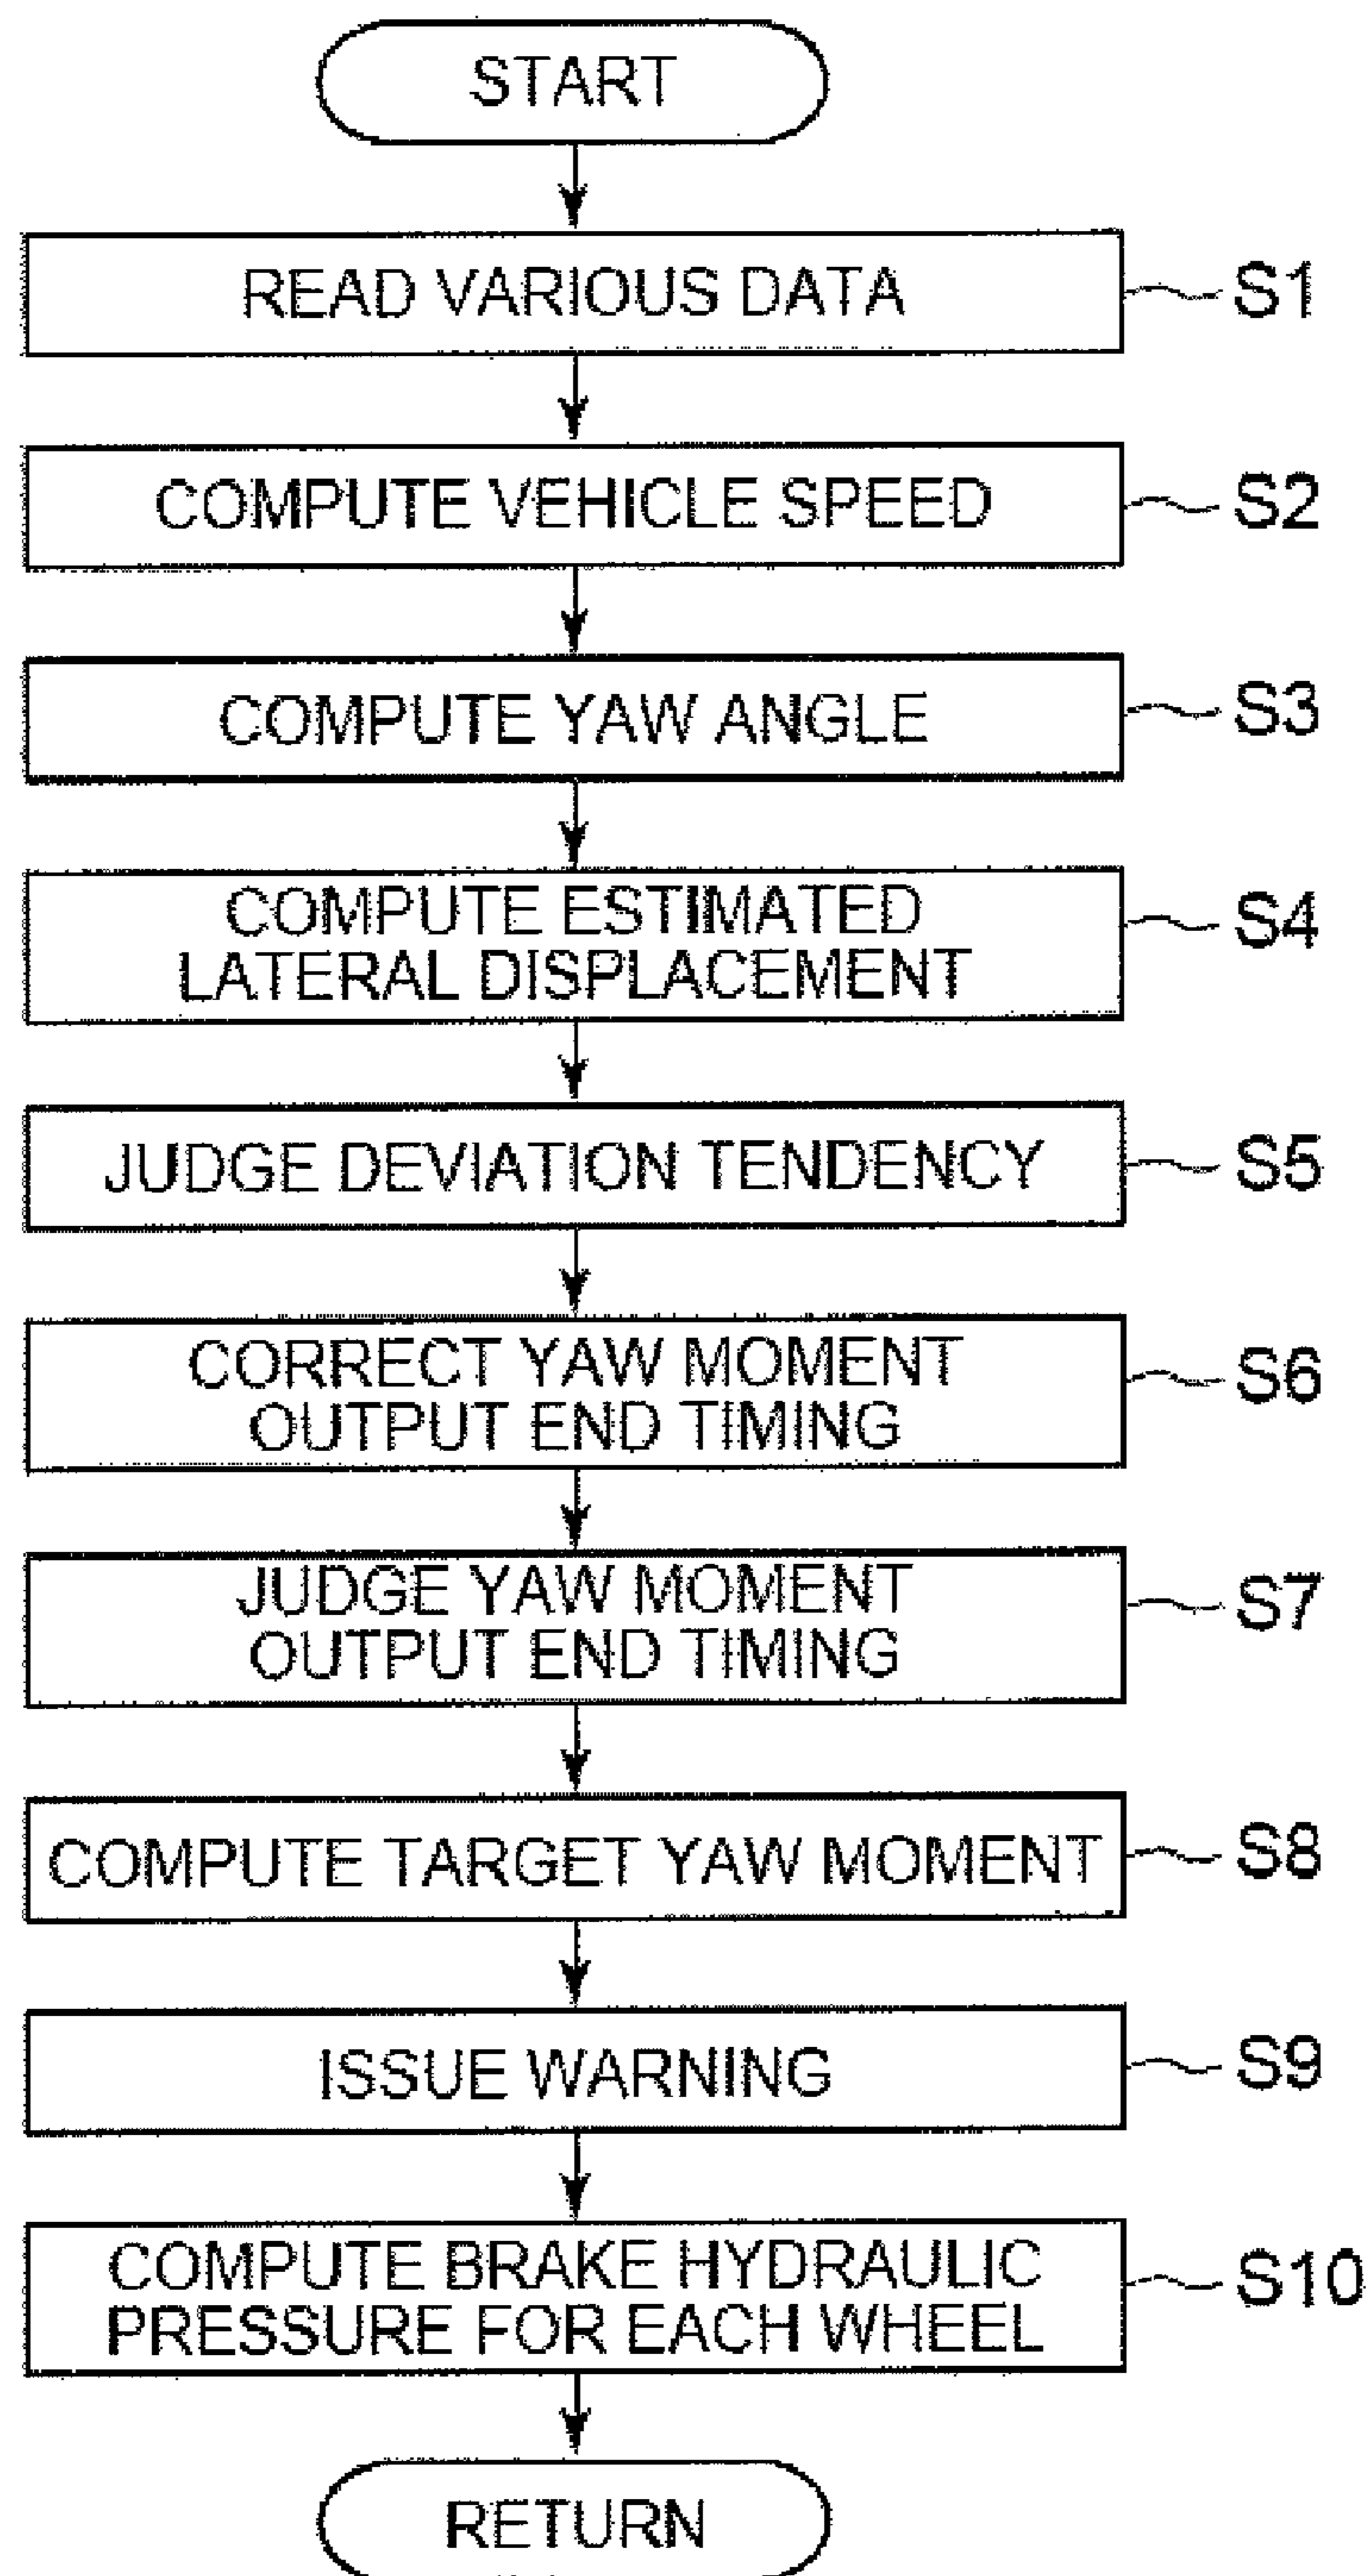 START
READ VARIOUS DATA
S1
COMPUTE VEHICLE SPEED
S2
COMPUTE YAW ANGLE
S3
COMPUTE ESTIMATED
LATERAL DISPLACEMENT
S4
JUDGE DEVIATION TENDENCY
S5
CORRECT YAW MOMENT
OUTPUT END TIMING
S6
JUDGE YAW MOMENT
OUTPUT END TIMING
S7
COMPUTE TARGET YAW MOMENT
S8
ISSUE WARNING
S9
COMPUTE BRAKE HYDRAULIC
PRESSURE FOR EACH WHEEL
S10
RETURN